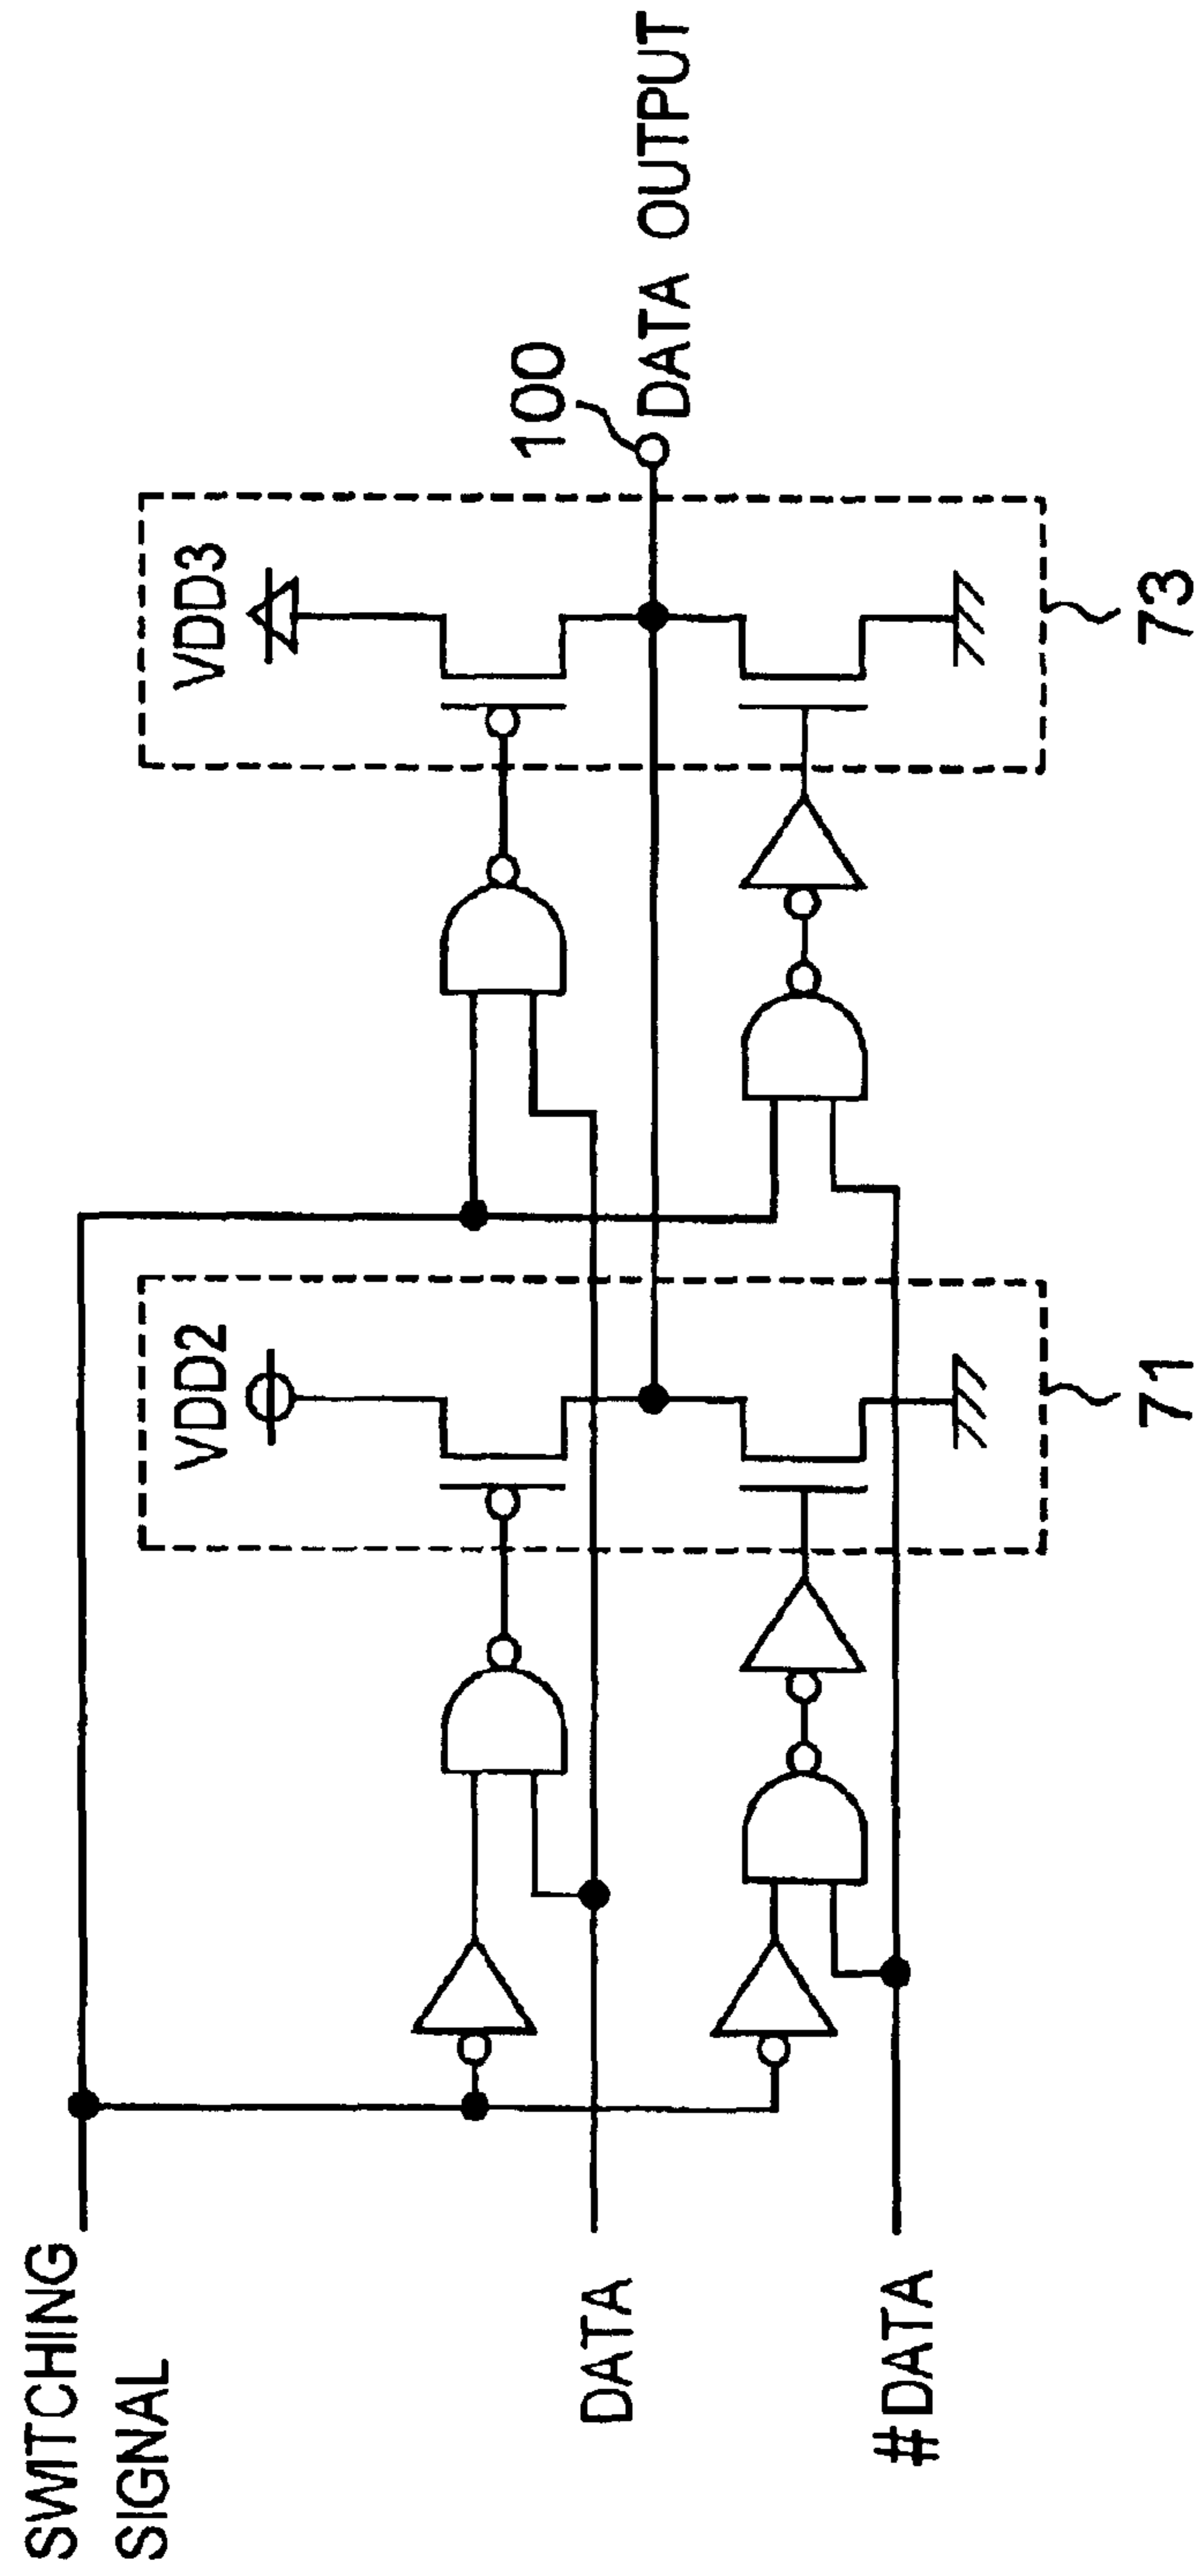 SWITCHING
SIGNAL
DATA
#DATA
VDD2
71
VDD3
73
100
DATA OUTPUT